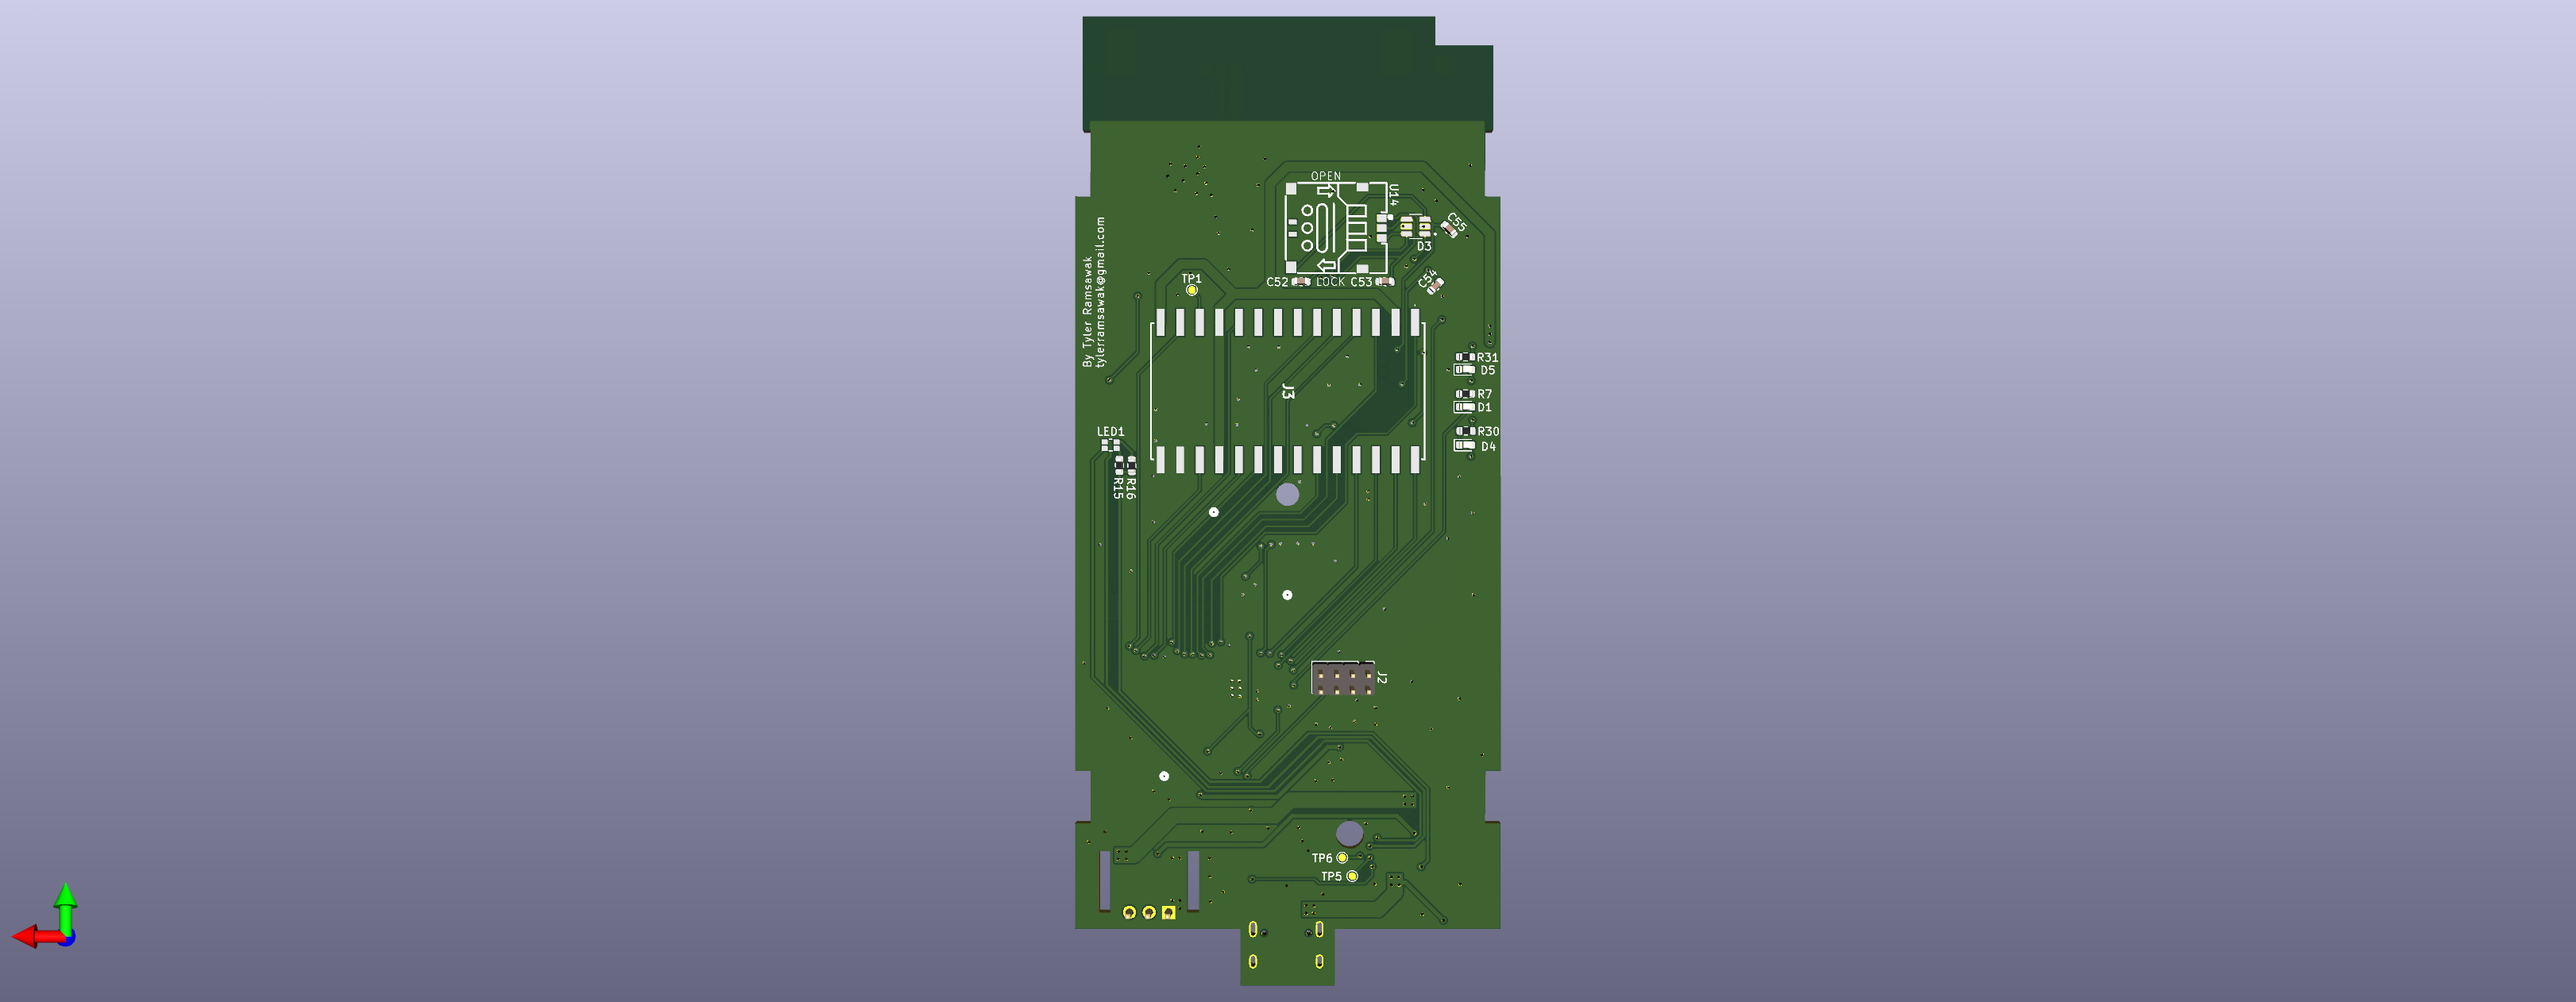 OPEN
U14
C55
D3
By Tyler Ramsawak
tylerramsawak@gmail.com
TP1
C52
LOCK
C53
C54
R31
D5
J3
R7
D1
LED1
R30
D4
R15
R16
J2
TP6
TP5